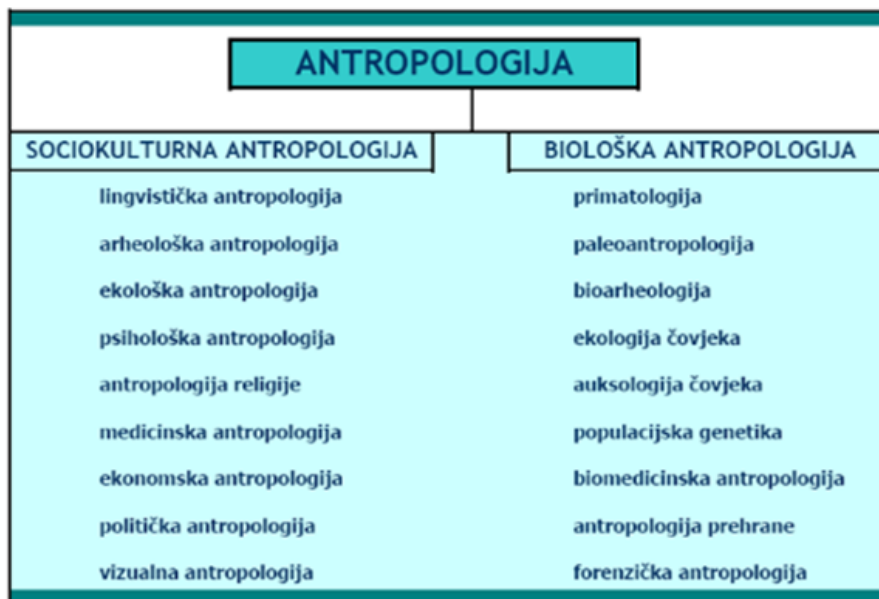 ANTROPOLOGIJA
SOCIOKULTURNA ANTROPOLOGIJA
lingvistička antropologija
arheološka antropologija
ekološka antropologija
psihološka antropologija
antropologija religije
medicinska antropologija
ekonomska antropologija
politička antropologija
vizualna antropologija
BIOLOŠKA ANTROPOLOGIJA
primatologija
paleoantropologija
bioarheologija
ekologija čovjeka
auksologija čovjeka
populacijska genetika
biomedicinska antropologija
antropologija prehrane
forenzička antropologija